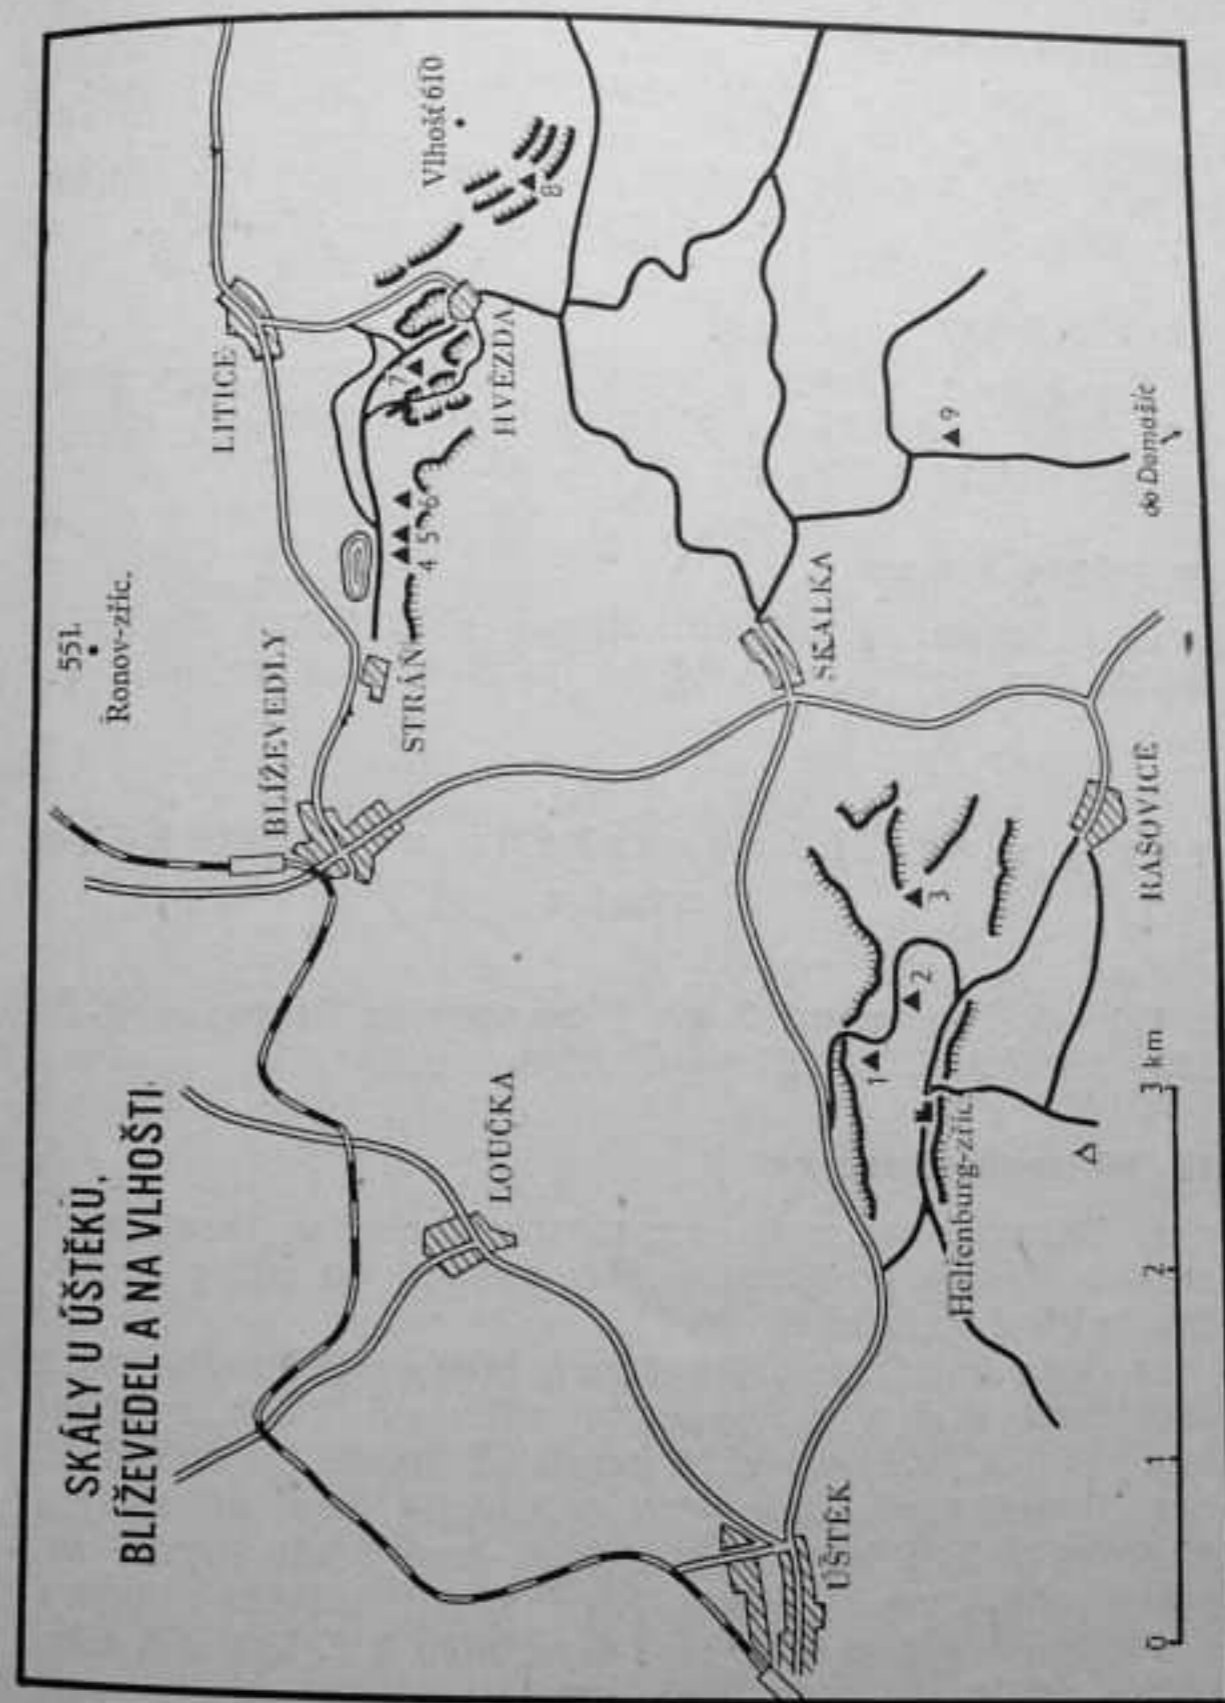 SKÁLY U ÚŠTĚKU,
BLÍŽEVEDEL A NA VLHOŠTI
551.
Ronov-zříc.
BLÍŽEVEDLY
LITICE
Vlhošť 610
STRÁŇ
4 5 6
7
8
HVĚZDA
LOUČKA
SKALKA
9
do Domašic
1
2
3
Helfenburg-zříc.
RAŠOVICE
ÚŠTĚK
0 1 2 3 km